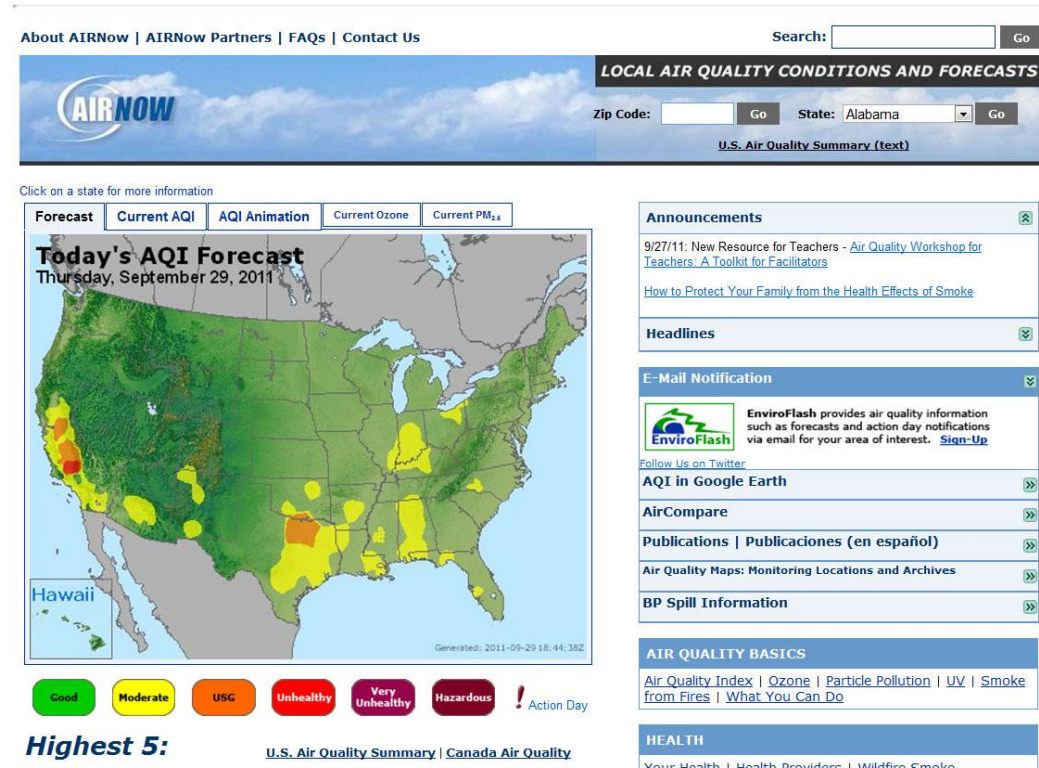 About AIRNow | AIRNow Partners | FAQs | Contact Us
Search: Go
AIRNOW
LOCAL AIR QUALITY CONDITIONS AND FORECASTS
Zip Code: Go State: Alabama Go
U.S. Air Quality Summary (text)
Click on a state for more information
Forecast Current AQI AQI Animation Current Ozone Current PM2.5
Today's AQI Forecast
Thursday, September 29, 2011
Hawaii
Generated: 2011-09-29 18:44:38Z
Good Moderate USG Unhealthy Very Unhealthy Hazardous ! Action Day
Highest 5:
U.S. Air Quality Summary | Canada Air Quality
Announcements
9/27/11: New Resource for Teachers - Air Quality Workshop for
Teachers: A Toolkit for Facilitators
How to Protect Your Family from the Health Effects of Smoke
Headlines
E-Mail Notification
EnviroFlash
EnviroFlash provides air quality information
such as forecasts and action day notifications
via email for your area of interest. Sign-Up
Follow Us on Twitter
AQI in Google Earth
AirCompare
Publications | Publicaciones (en español)
Air Quality Maps: Monitoring Locations and Archives
BP Spill Information
AIR QUALITY BASICS
Air Quality Index | Ozone | Particle Pollution | UV | Smoke
from Fires | What You Can Do
HEALTH
Your Health | Health Providers | Wildfire Smoke